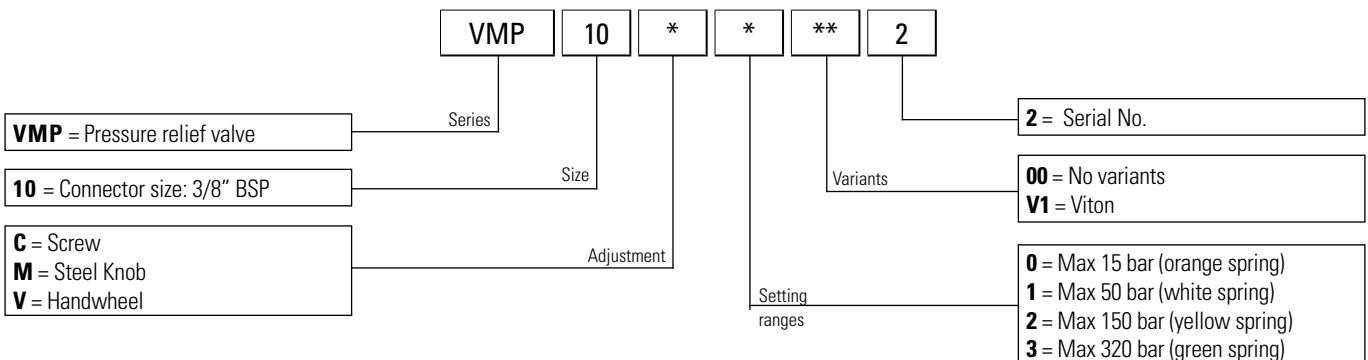 VMP 10 * * ** 2
Series
VMP = Pressure relief valve
2 = Serial No.
Size
10 = Connector size: 3/8” BSP
Variants
00 = No variants
V1 = Viton
C = Screw
M = Steel Knob
V = Handwheel
Adjustment
Setting
ranges
0 = Max 15 bar (orange spring)
1 = Max 50 bar (white spring)
2 = Max 150 bar (yellow spring)
3 = Max 320 bar (green spring)